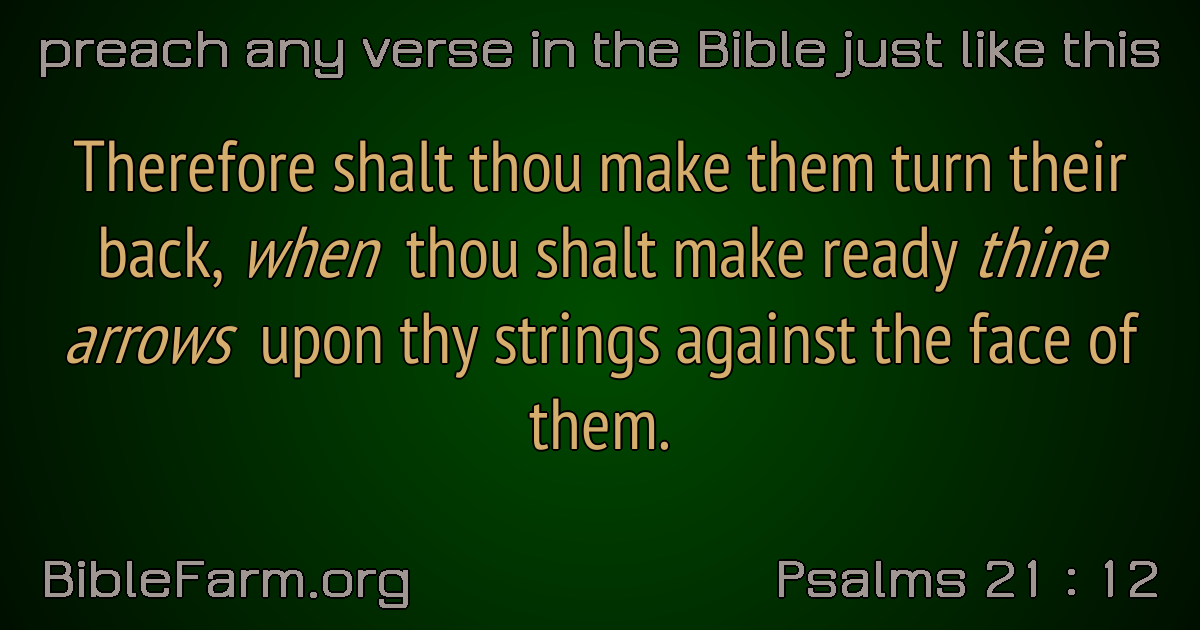 preach any verse in the Bible just like this
Therefore shalt thou make them turn their
back, when thou shalt make ready thine
arrows upon thy strings against the face of
them.
BibleFarm.org
Psalms 21 : 12